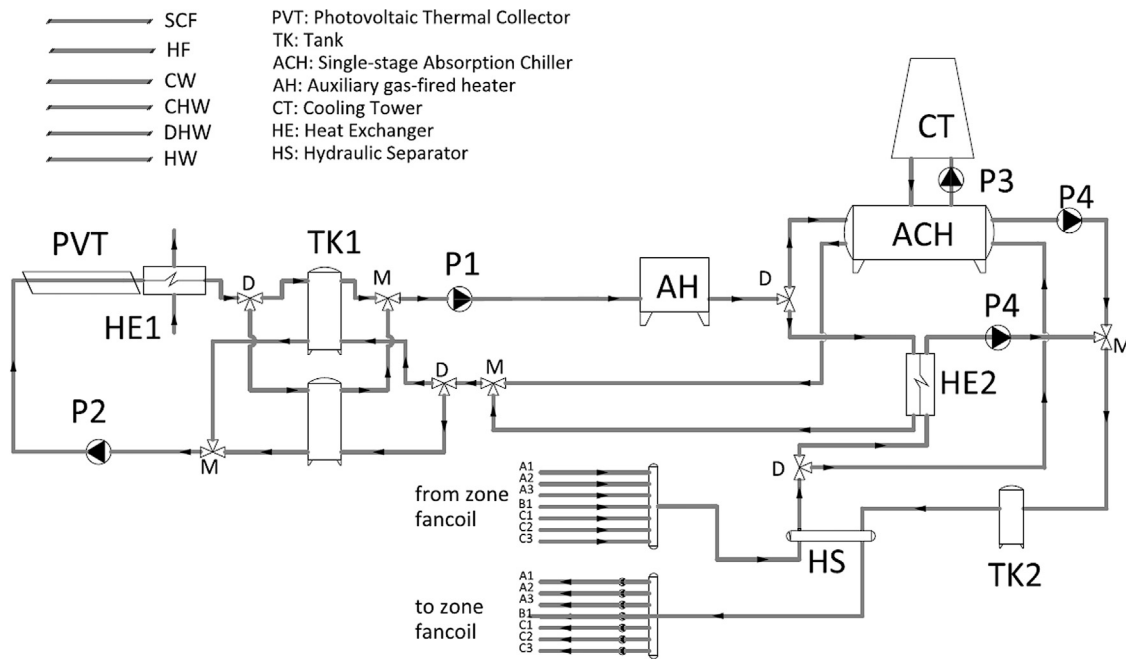 SCF
HF
CW
CHW
DHW
HW
PVT: Photovoltaic Thermal Collector
TK: Tank
ACH: Single-stage Absorption Chiller
AH: Auxiliary gas-fired heater
CT: Cooling Tower
HE: Heat Exchanger
HS: Hydraulic Separator
CT
P3
P4
ACH
PVT
TK1
P1
AH
D
M
D
HE1
P4
M
D
M
HE2
P2
M
D
from zone
fancoil
A1
A2
A3
B1
C1
C2
C3
HS
TK2
to zone
fancoil
A1
A2
A3
B1
C1
C2
C3